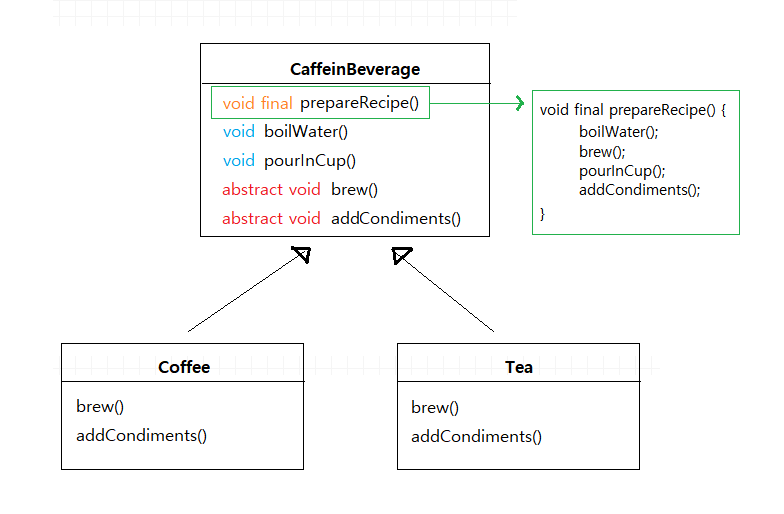 CaffeinBeverage
void final prepareRecipe()
void boilWater()
void pourInCup()
abstract void brew()
abstract void addCondiments()
void final prepareRecipe() {
boilWater();
brew();
pourInCup();
addCondiments();
}
Coffee
brew()
addCondiments()
Tea
brew()
addCondiments()